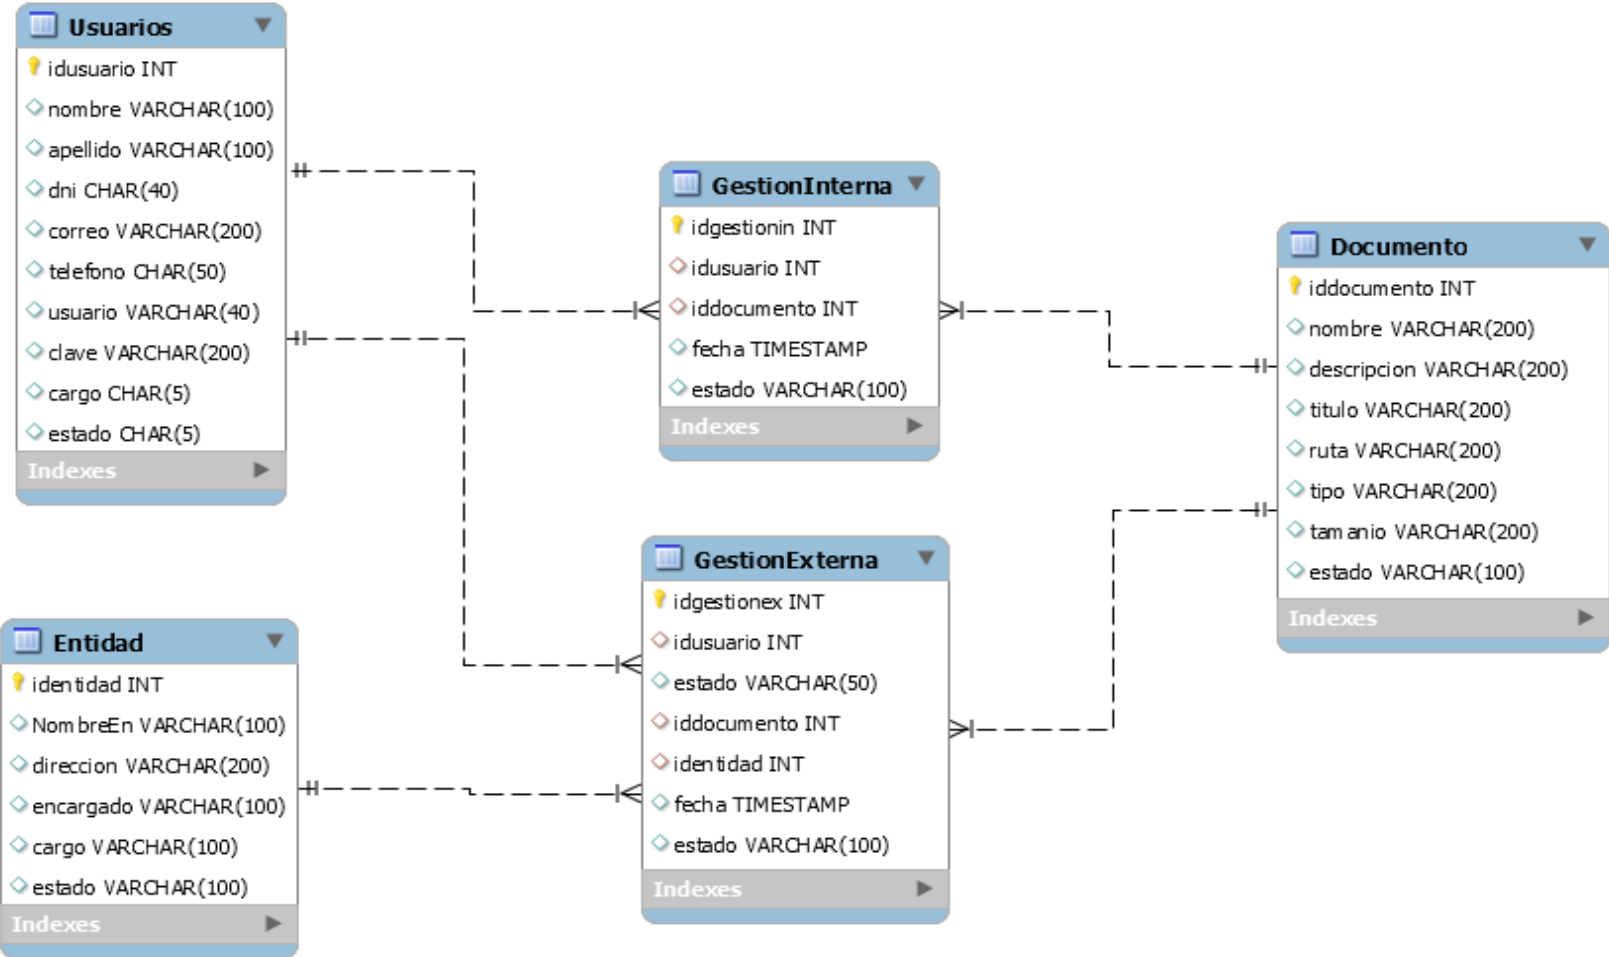 Usuarios
idusuario INT
nombre VARCHAR(100)
apellido VARCHAR(100)
dni CHAR(40)
correo VARCHAR(200)
telefono CHAR(50)
usuario VARCHAR(40)
clave VARCHAR(200)
cargo CHAR(5)
estado CHAR(5)
Indexes
Entidad
identidad INT
NombreEn VARCHAR(100)
direccion VARCHAR(200)
encargado VARCHAR(100)
cargo VARCHAR(100)
estado VARCHAR(100)
Indexes
GestionInterna
idgestionin INT
idusuario INT
iddocumento INT
fecha TIMESTAMP
estado VARCHAR(100)
Indexes
GestionExterna
idgestionex INT
idusuario INT
estado VARCHAR(50)
iddocumento INT
identidad INT
fecha TIMESTAMP
estado VARCHAR(100)
Indexes
Documento
iddocumento INT
nombre VARCHAR(200)
descripcion VARCHAR(200)
titulo VARCHAR(200)
ruta VARCHAR(200)
tipo VARCHAR(200)
tamanio VARCHAR(200)
estado VARCHAR(100)
Indexes